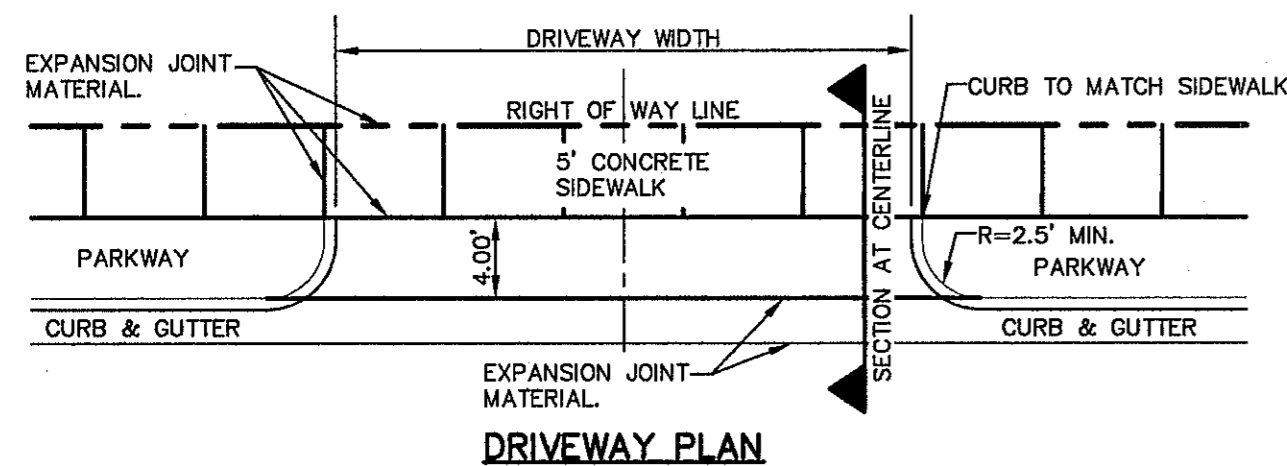 DRIVEWAY WIDTH
EXPANSION JOINT
MATERIAL.
CURB TO MATCH SIDEWALK
RIGHT OF WAY LINE
5' CONCRETE
SIDEWALK
SECTION AT CENTERLINE
PARKWAY
4.00'
R=2.5' MIN.
PARKWAY
CURB & GUTTER
CURB & GUTTER
EXPANSION JOINT
MATERIAL.
DRIVEWAY PLAN